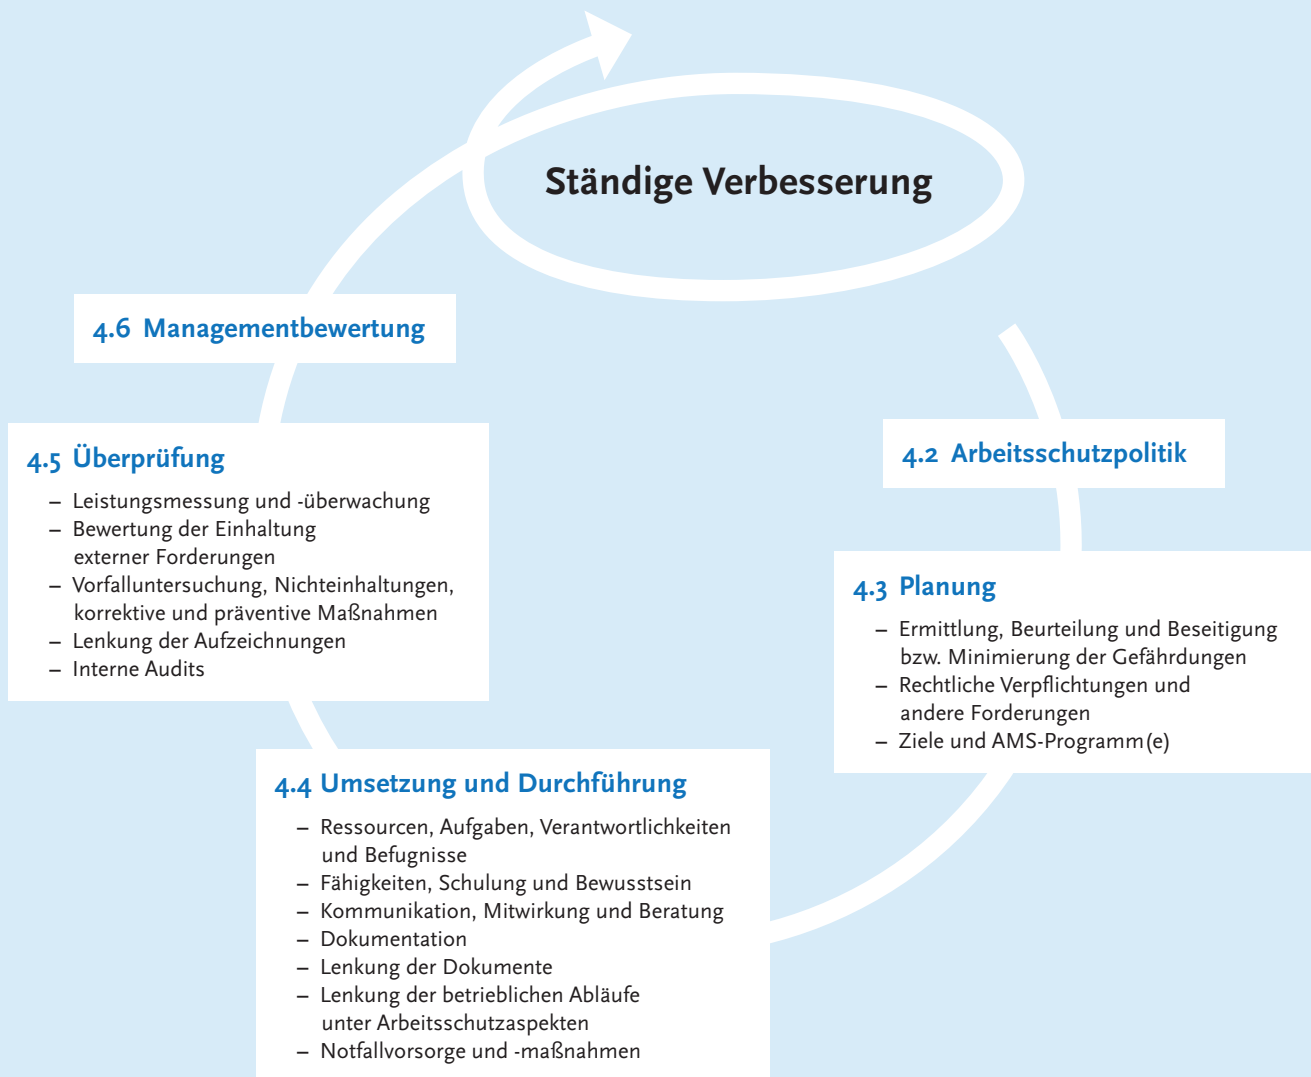 Ständige Verbesserung
4.6 Managementbewertung
4.5 Überprüfung
– Leistungsmessung und -überwachung
– Bewertung der Einhaltung
externer Forderungen
– Vorfalluntersuchung, Nichteinhaltungen,
korrektive und präventive Maßnahmen
– Lenkung der Aufzeichnungen
– Interne Audits
4.2 Arbeitsschutzpolitik
4.3 Planung
– Ermittlung, Beurteilung und Beseitigung
bzw. Minimierung der Gefährdungen
– Rechtliche Verpflichtungen und
andere Forderungen
– Ziele und AMS-Programm(e)
4.4 Umsetzung und Durchführung
– Ressourcen, Aufgaben, Verantwortlichkeiten
und Befugnisse
– Fähigkeiten, Schulung und Bewusstsein
– Kommunikation, Mitwirkung und Beratung
– Dokumentation
– Lenkung der Dokumente
– Lenkung der betrieblichen Abläufe
unter Arbeitsschutzaspekten
– Notfallvorsorge und -maßnahmen